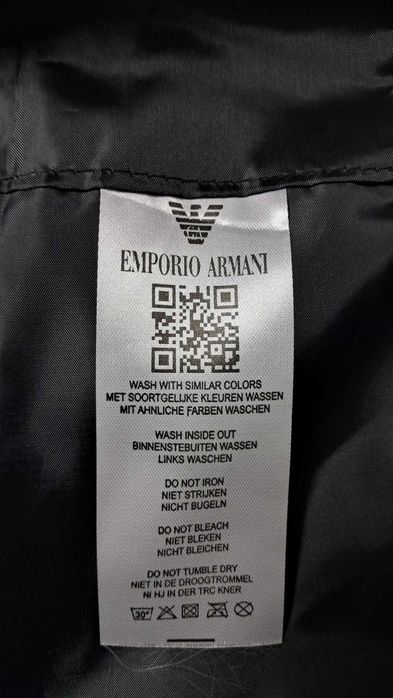 EMPORIO ARMANI
WASH WITH SIMILAR COLORS
MET SOORTGELIJKE KLEUREN WASSEN
MIT AHNLICHE FARBEN WASCHEN
WASH INSIDE OUT
BINNENSTEBUITEN WASSEN
LINKS WASCHEN
DO NOT IRON
NIET STRIJKEN
NICHT BUGELN
DO NOT BLEACH
NIET BLEKEN
NICHT BLEICHEN
DO NOT TUMBLE DRY
NIET IN DE DROOGTROMMEL
NI HJ IN DER TRC KNER
30°